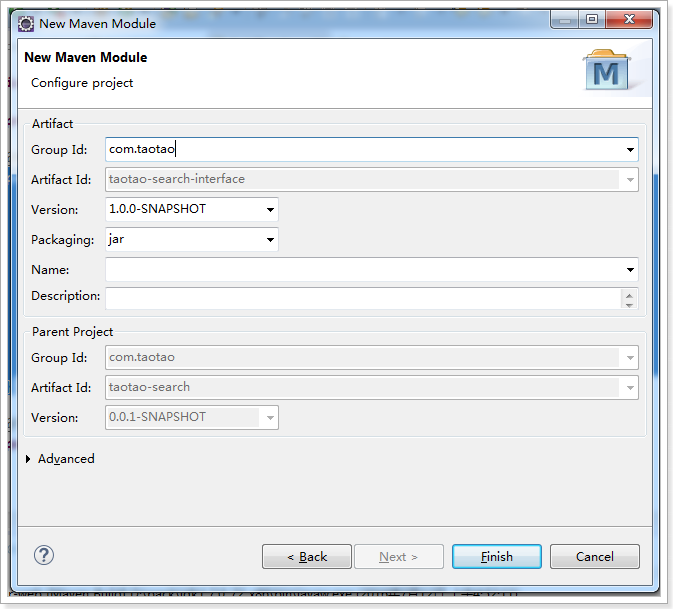 New Maven Module
New Maven Module
Configure project
M
Artifact
Group Id: com.taotao
Artifact Id: taotao-search-interface
Version: 1.0.0-SNAPSHOT
Packaging: jar
Name:
Description:
Parent Project
Group Id: com.taotao
Artifact Id: taotao-search
Version: 0.0.1-SNAPSHOT
Advanced
? < Back Next > Finish Cancel